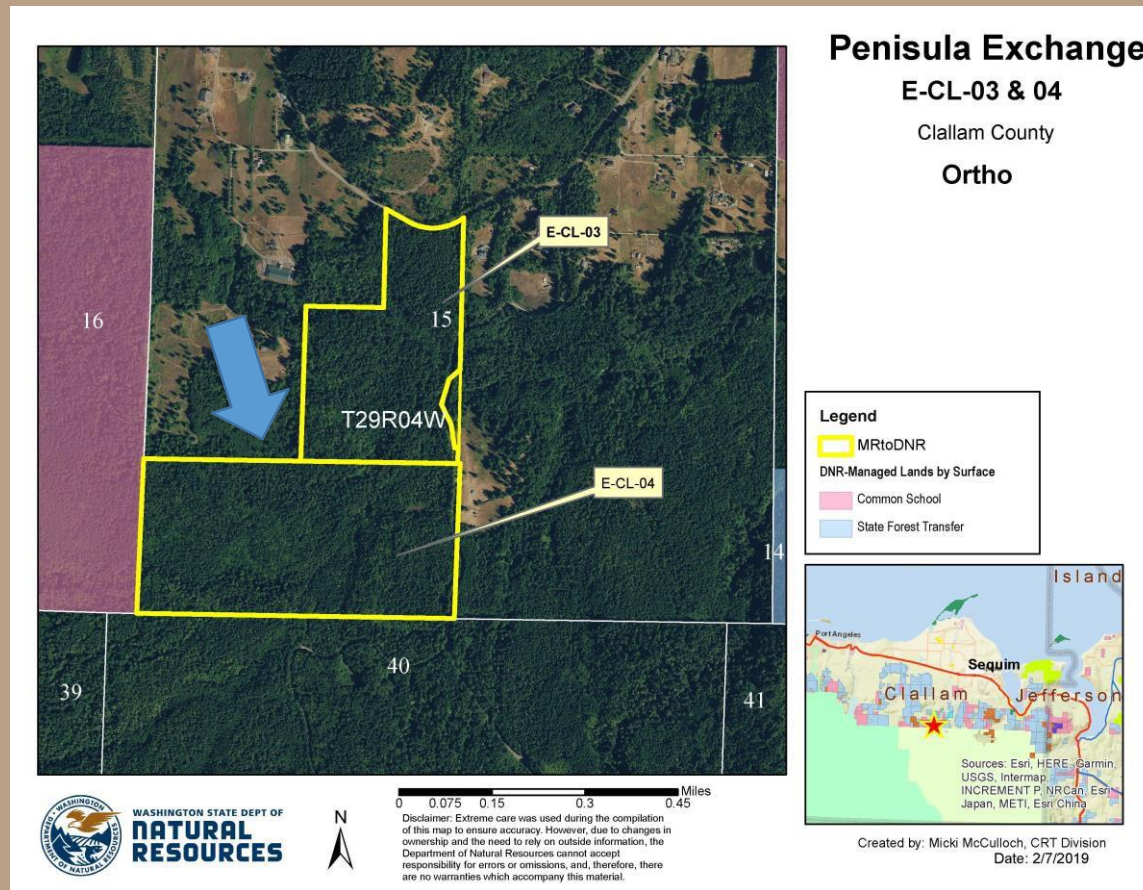 Penisula Exchange
E-CL-03 & 04
Clallam County
Ortho
E-CL-03
16
15
T29R04W
E-CL-04
14
40
39
41
Legend
MRtoDNR
DNR-Managed Lands by Surface
Common School
State Forest Transfer
Island
Port Angeles
Sequim
Clallam
Jefferson
Sources: Esri, HERE, Garmin,
USGS, Intermap,
INCREMENT P, NRCan, Esri
Japan, METI, Esri China
WASHINGTON
DEPARTMENT OF NATURAL RESOURCES
WASHINGTON STATE DEPT OF
NATURAL
RESOURCES
N
Miles
0 0.075 0.15 0.3 0.45
Disclaimer: Extreme care was used during the compilation
of this map to ensure accuracy. However, due to changes in
ownership and the need to rely on outside information, the
Department of Natural Resources cannot accept
responsibility for errors or omissions, and, therefore, there
are no warranties which accompany this material.
Created by: Micki McCulloch, CRT Division
Date: 2/7/2019